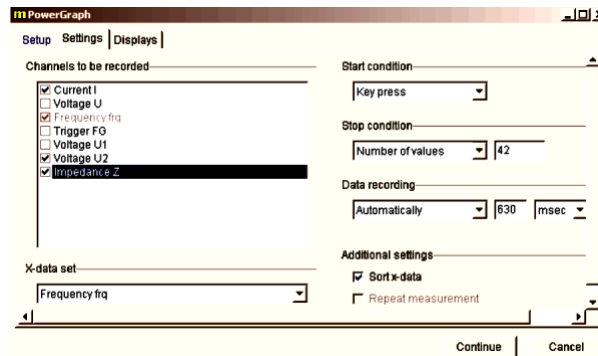 m PowerGraph
Setup Settings Displays
Channels to be recorded
Current I
Voltage U
Frequency frq
Trigger FG
Voltage U1
Voltage U2
Impedance Z
X-data set
Frequency frq
Start condition
Key press
Stop condition
Number of values 42
Data recording
Automatically 630 msec
Additional settings
Sort x-data
Repeat measurement
Continue Cancel